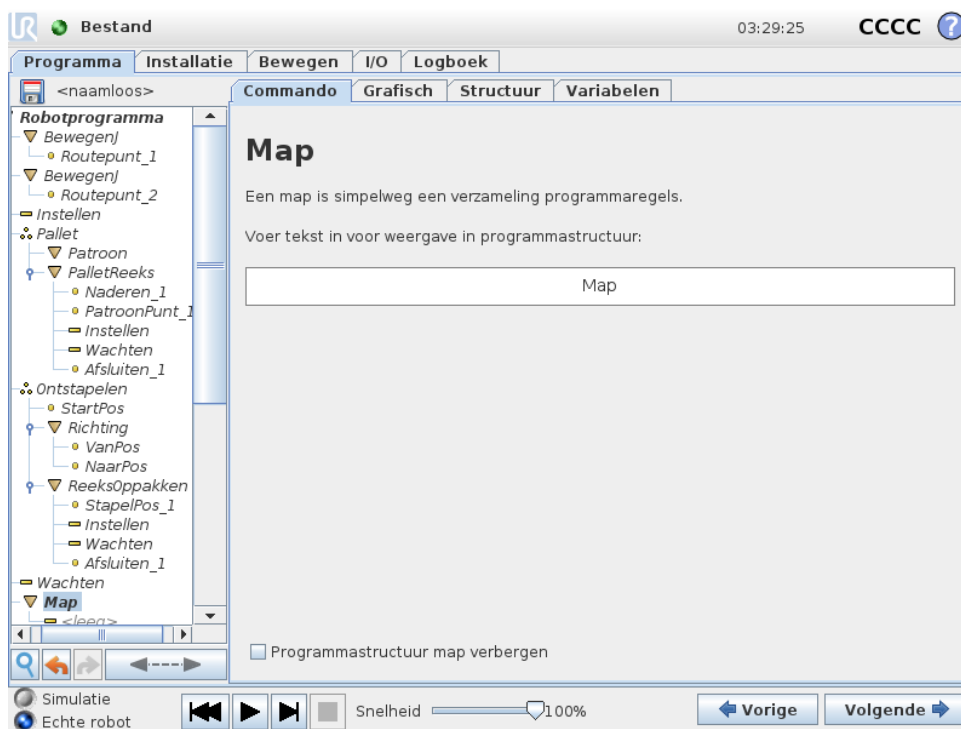 UR Bestand 03:29:25 CCCC ?
Programma Installatie Bewegen I/O Logboek
<naamloos>
Commando Grafisch Structuur Variabelen
Robotprogramma
BewegenJ
Routepunt_1
BewegenJ
Routepunt_2
Instellen
Pallet
Patroon
PalletReeks
Naderen_1
PatroonPunt_1
Instellen
Wachten
Afsluiten_1
Ontstapelen
StartPos
Richting
VanPos
NaarPos
ReeksOppakken
StapelPos_1
Instellen
Wachten
Afsluiten_1
Wachten
Map
<leeg>
Map
Een map is simpelweg een verzameling programmaregels.
Voer tekst in voor weergave in programmastructuur:
Map
Programmastructuur map verbergen
Simulatie
Echte robot
Snelheid 100%
Vorige Volgende